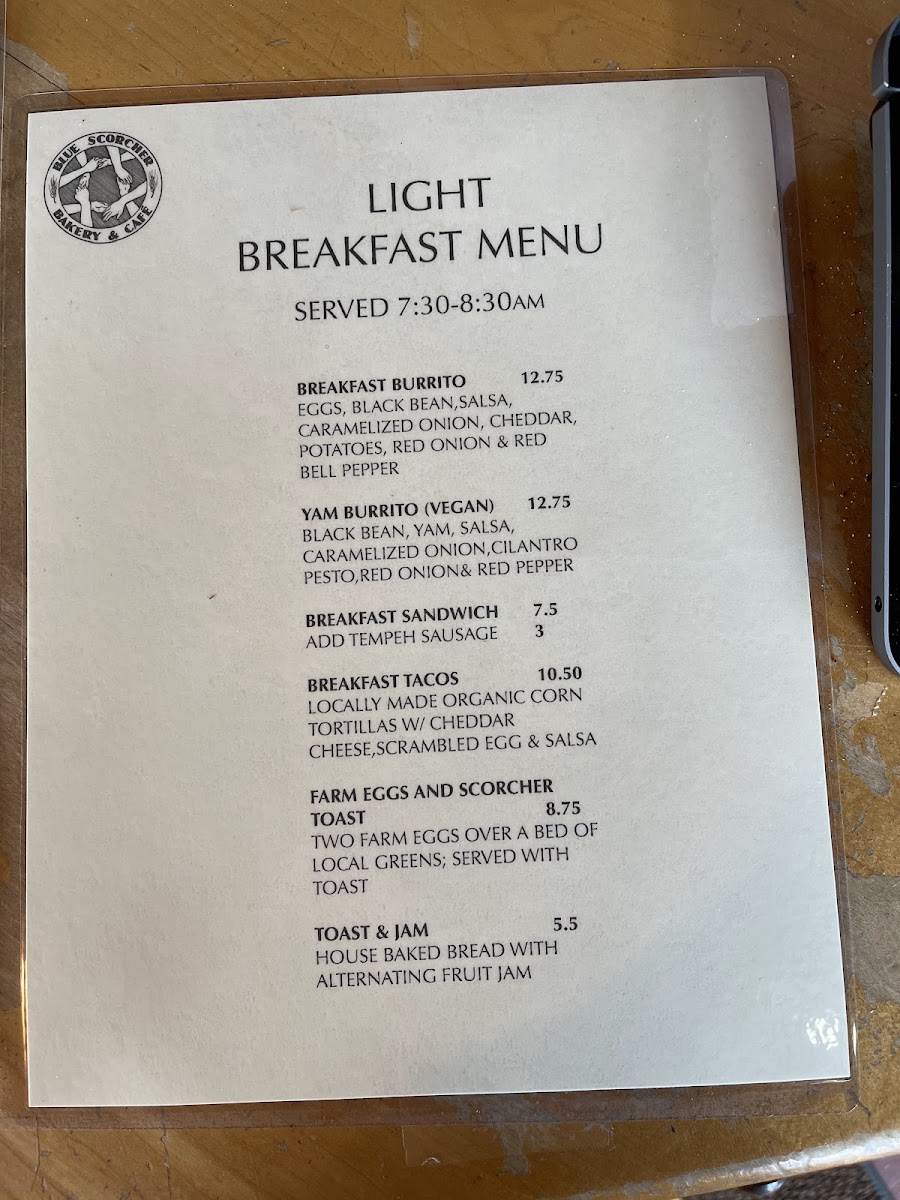 BLUE SCORCHER
BAKERY & CAFÉ
LIGHT
BREAKFAST MENU
SERVED 7:30-8:30AM
BREAKFAST BURRITO 12.75
EGGS, BLACK BEAN,SALSA,
CARAMELIZED ONION, CHEDDAR,
POTATOES, RED ONION & RED
BELL PEPPER
YAM BURRITO (VEGAN) 12.75
BLACK BEAN, YAM, SALSA,
CARAMELIZED ONION,CILANTRO
PESTO,RED ONION& RED PEPPER
BREAKFAST SANDWICH 7.5
ADD TEMPEH SAUSAGE 3
BREAKFAST TACOS 10.50
LOCALLY MADE ORGANIC CORN
TORTILLAS W/ CHEDDAR
CHEESE,SCRAMBLED EGG & SALSA
FARM EGGS AND SCORCHER
TOAST 8.75
TWO FARM EGGS OVER A BED OF
LOCAL GREENS; SERVED WITH
TOAST
TOAST & JAM 5.5
HOUSE BAKED BREAD WITH
ALTERNATING FRUIT JAM